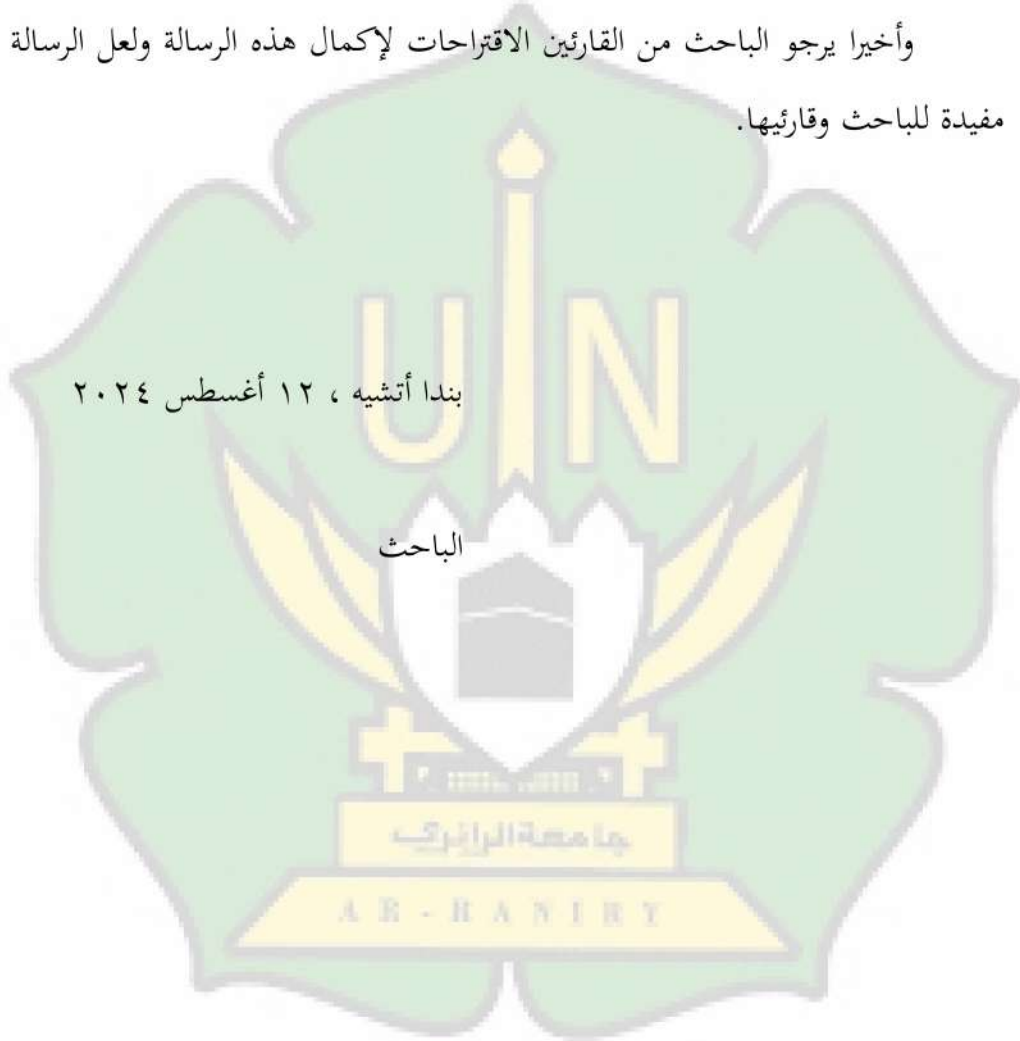 وأخيرا يرجو الباحث من القارئين الاقتراحات لإكمال هذه الرسالة ولعل الرسالة
مفيدة للباحث وقارئيها.
UIN
بندا أتشيه ، ١٢ أغسطس ٢٠٢٤
الباحث
جامعة الرانري
AR - RANIRY